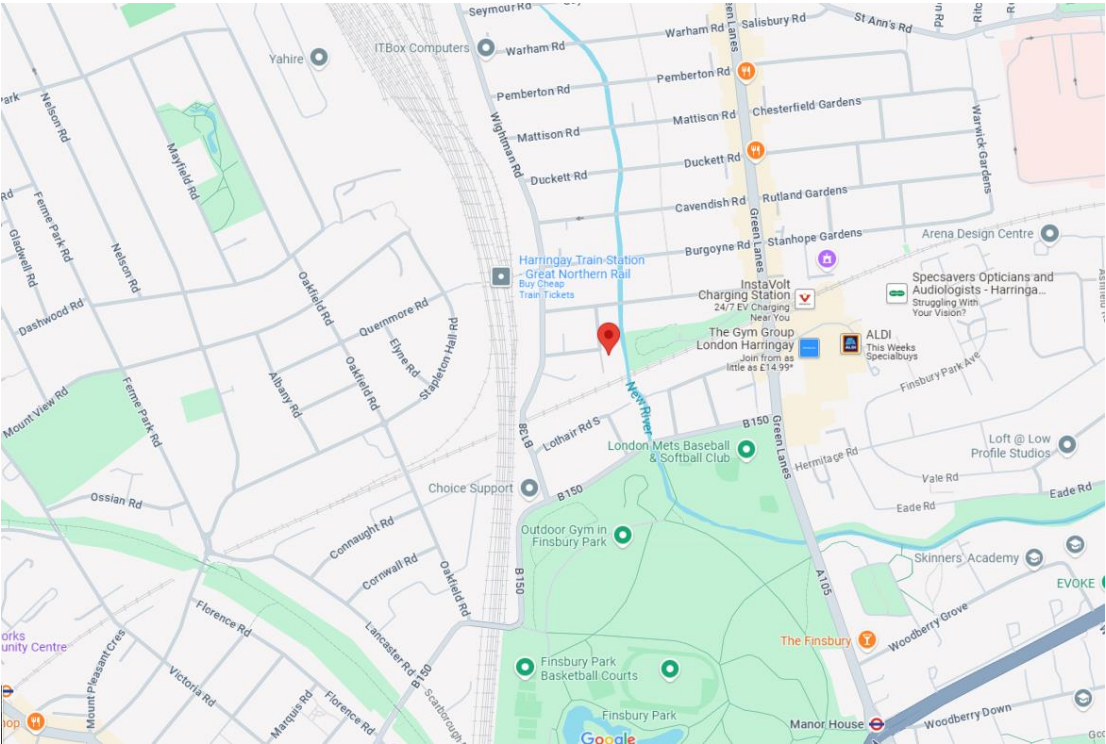 Seymour Rd
Warham Rd
Salisbury Rd
St Ann's Rd
Green Lanes
ITBox Computers
Warham Rd
Yahire
Pemberton Rd
Pemberton Rd
Chesterfield Gardens
Mattison Rd
Mattison Rd
Nelson Rd
Mayfield Rd
Wightman Rd
Warwick Gardens
Duckett Rd
Duckett Rd
Rutland Gardens
Cavendish Rd
Ferme Park Rd
Gladwell Rd
Nelson Rd
Green Lanes
Burgoyne Rd
Stanhope Gardens
Arena Design Centre
Harringay Train Station
- Great Northern Rail
Buy Cheap
Train Tickets
Dashwood Rd
Oakfield Rd
Quernmore Rd
InstaVolt
Charging Station
24/7 EV Charging
Near You
Specsavers Opticians and
Audiologists - Harringa...
Struggling With
Your Vision?
The Gym Group
London Harringay
Join from as
little as £14.99*
ALDI
ALDI
This Weeks
Specialbuys
Elyne Rd
Stapleton Hall Rd
Albany Rd
Oakfield Rd
Finsbury Park Ave
Mount View Rd
Ferme Park Rd
New River
B138
Lothair Rd S
B150
Green Lanes
London Mets Baseball
& Softball Club
Hermitage Rd
Loft @ Low
Profile Studios
Vale Rd
Ossian Rd
Choice Support
B150
Eade Rd
Eade Rd
Connaught Rd
Outdoor Gym in
Finsbury Park
Cornwall Rd
Oakfield Rd
B150
A105
Skinners' Academy
EVOKE
Florence Rd
Lancaster Rd
The Finsbury
Woodberry Grove
Mount Pleasant Cres
Victoria Rd
B150
Scarborough
Finsbury Park
Basketball Courts
Marquis Rd
Florence Rd
Finsbury Park
Manor House
Woodberry Down
Google